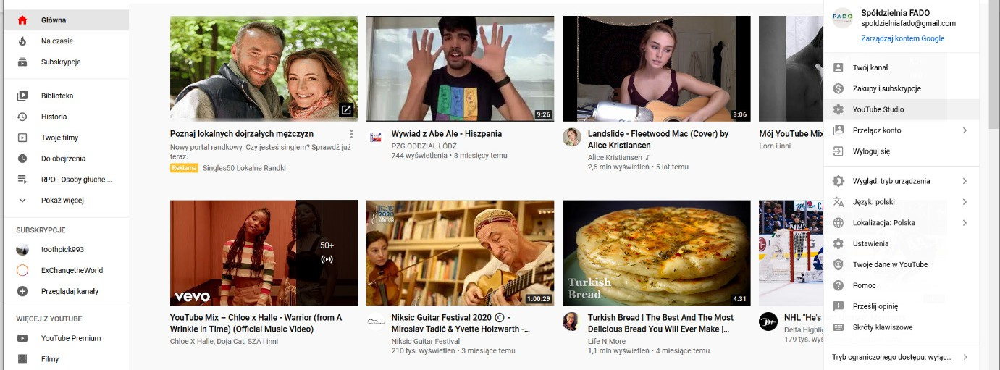 Główna
Na czasie
Subskrypcje
Biblioteka
Historia
Twoje filmy
Do obejrzenia
RPO - Osoby głuche ...
Pokaż więcej
SUBSKRYPCJE
toothpick993
ExChangetheWorld
Przeglądaj kanały
WIĘCEJ Z YOUTUBE
YouTube Premium
Filmy
Poznaj lokalnych dojrzałych mężczyzn
Nowy portal randkowy. Czy jesteś singlem? Sprawdź już
teraz.
Reklama Singles50 Lokalne Randki
9:26
Wywiad z Abe Ale - Hiszpania
PZG ODDZIAŁ ŁÓDŹ
744 wyświetlenia • 8 miesięcy temu
3:06
Landslide - Fleetwood Mac (Cover) by
Alice Kristiansen
Alice Kristiansen
2,6 mln wyświetleń • 5 lat temu
Mój YouTube Mix
Lorn i inni
50+
vevo
YouTube Mix – Chloe x Halle - Warrior (from A
Wrinkle in Time) (Official Music Video)
Chloe X Halle, Doja Cat, SZA i inni
2020
1:00:29
Niksic Guitar Festival 2020 © -
Miroslav Tadić & Yvette Holzwarth -...
Niksic Guitar Festival
210 tys. wyświetleń • 3 miesiące temu
Turkish
Bread
4:31
Turkish Bread | The Best And The Most
Delicious Bread You Will Ever Make |...
Life N More
1,1 mln wyświetleń • 4 miesiące temu
NHL "He's
Delta Highlig
179 tys. wyś
FADO
Spółdzielnia FADO
spoldzielniafado@gmail.com
Zarządzaj kontem Google
Twój kanał
Zakupy i subskrypcje
YouTube Studio
Przełącz konto
Wyloguj się
Wygląd: tryb urządzenia
Język: polski
Lokalizacja: Polska
Ustawienia
Twoje dane w YouTube
Pomoc
Prześlij opinię
Skróty klawiszowe
Tryb ograniczonego dostępu: wyłąc...